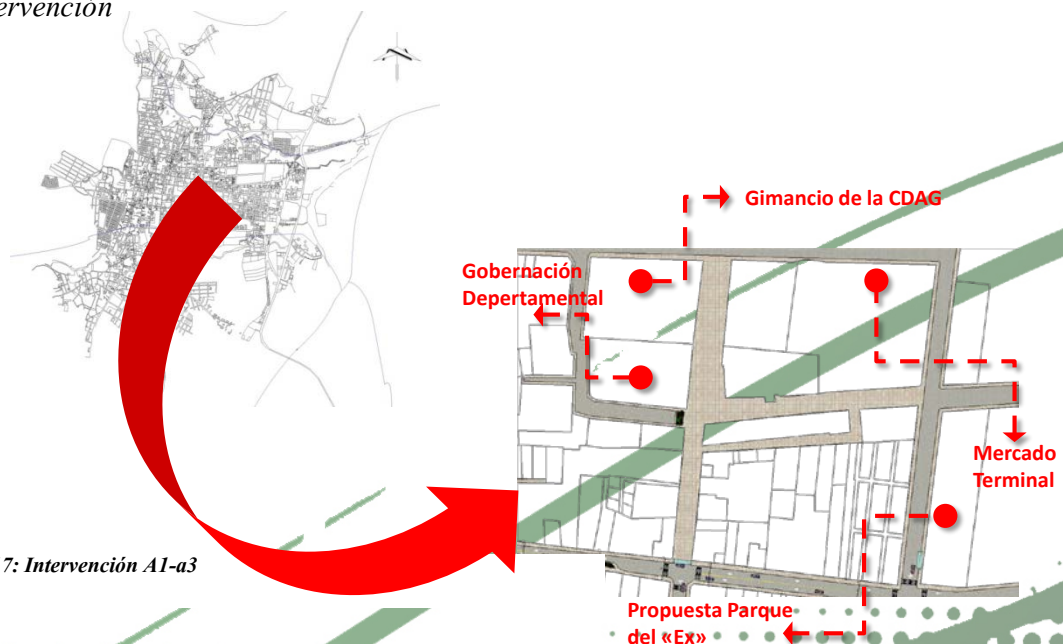 ervención
Gimancio de la CDAG
Gobernación
Depertamental
Mercado
Terminal
7: Intervención A1-a3
Propuesta Parque
del «Ex»